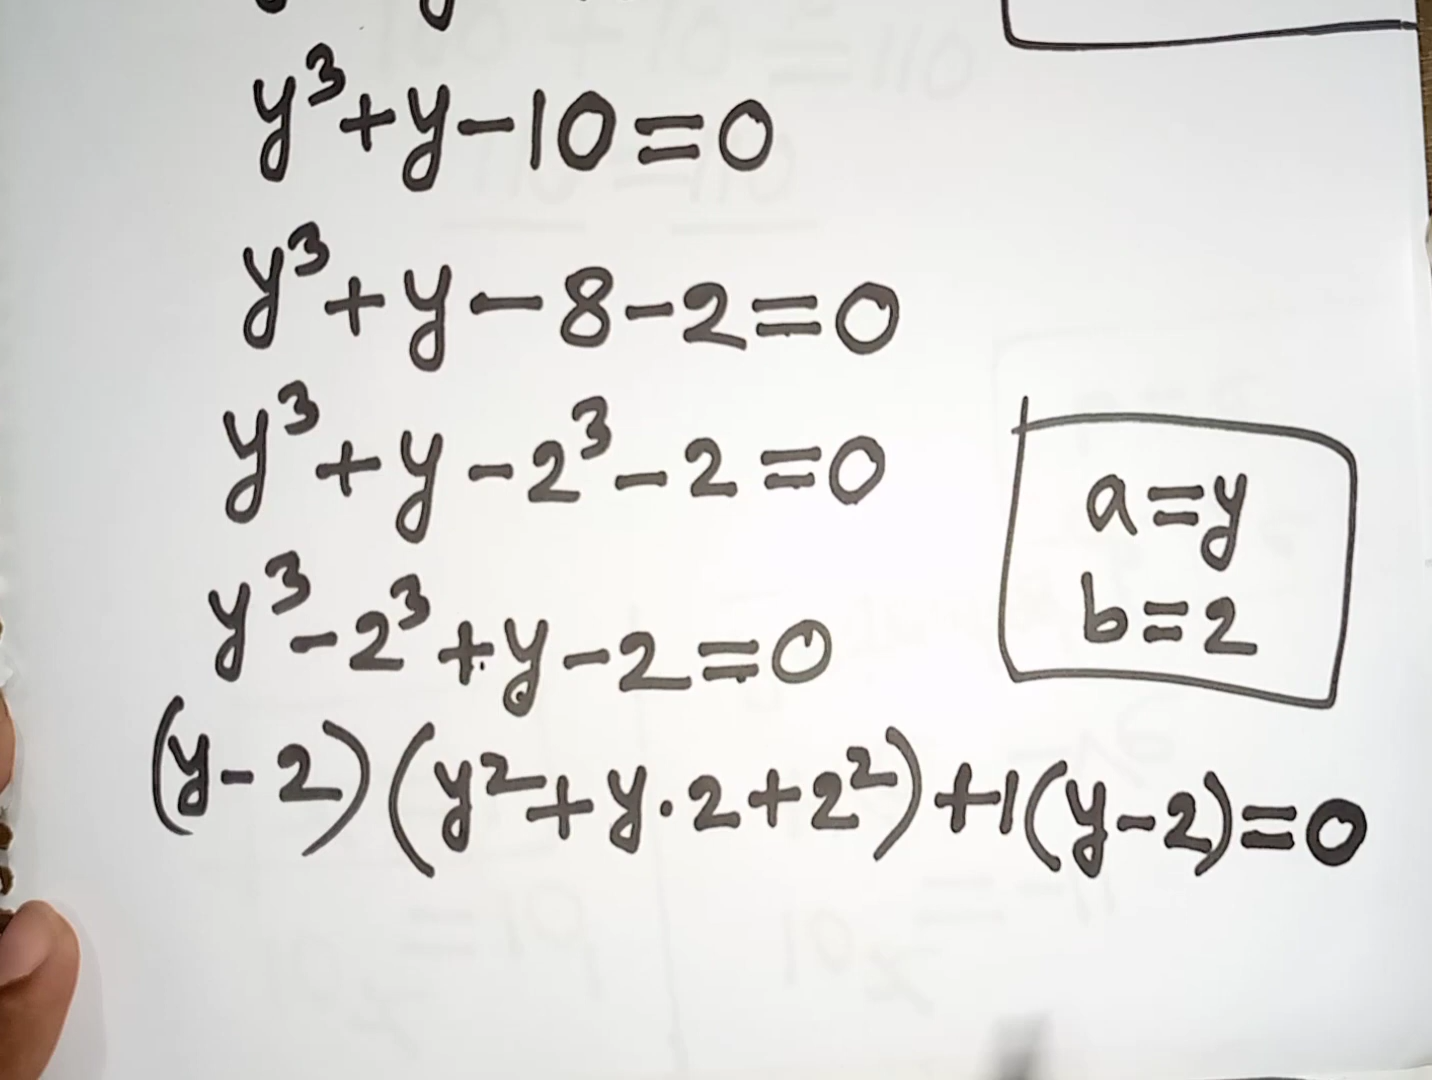 y³+y-10=0
y³+y-8-2=0
y³+y-2³-2=0
y³-2³+y-2=0
(y-2)(y²+y·2+2²)+1(y-2)=0
a=y
b=2